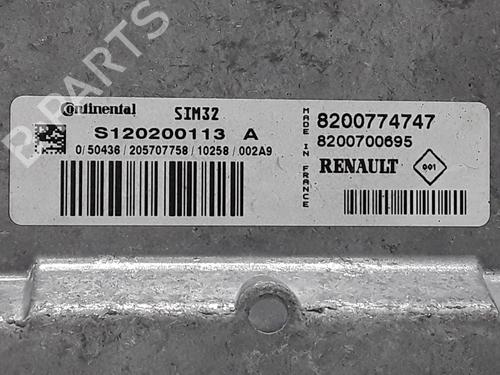 B PARTS
Continental SIM32
S120200113 A
0/50436/205707758/10258/002A9
MADE IN FRANCE
8200774747
8200700695
RENAULT
001